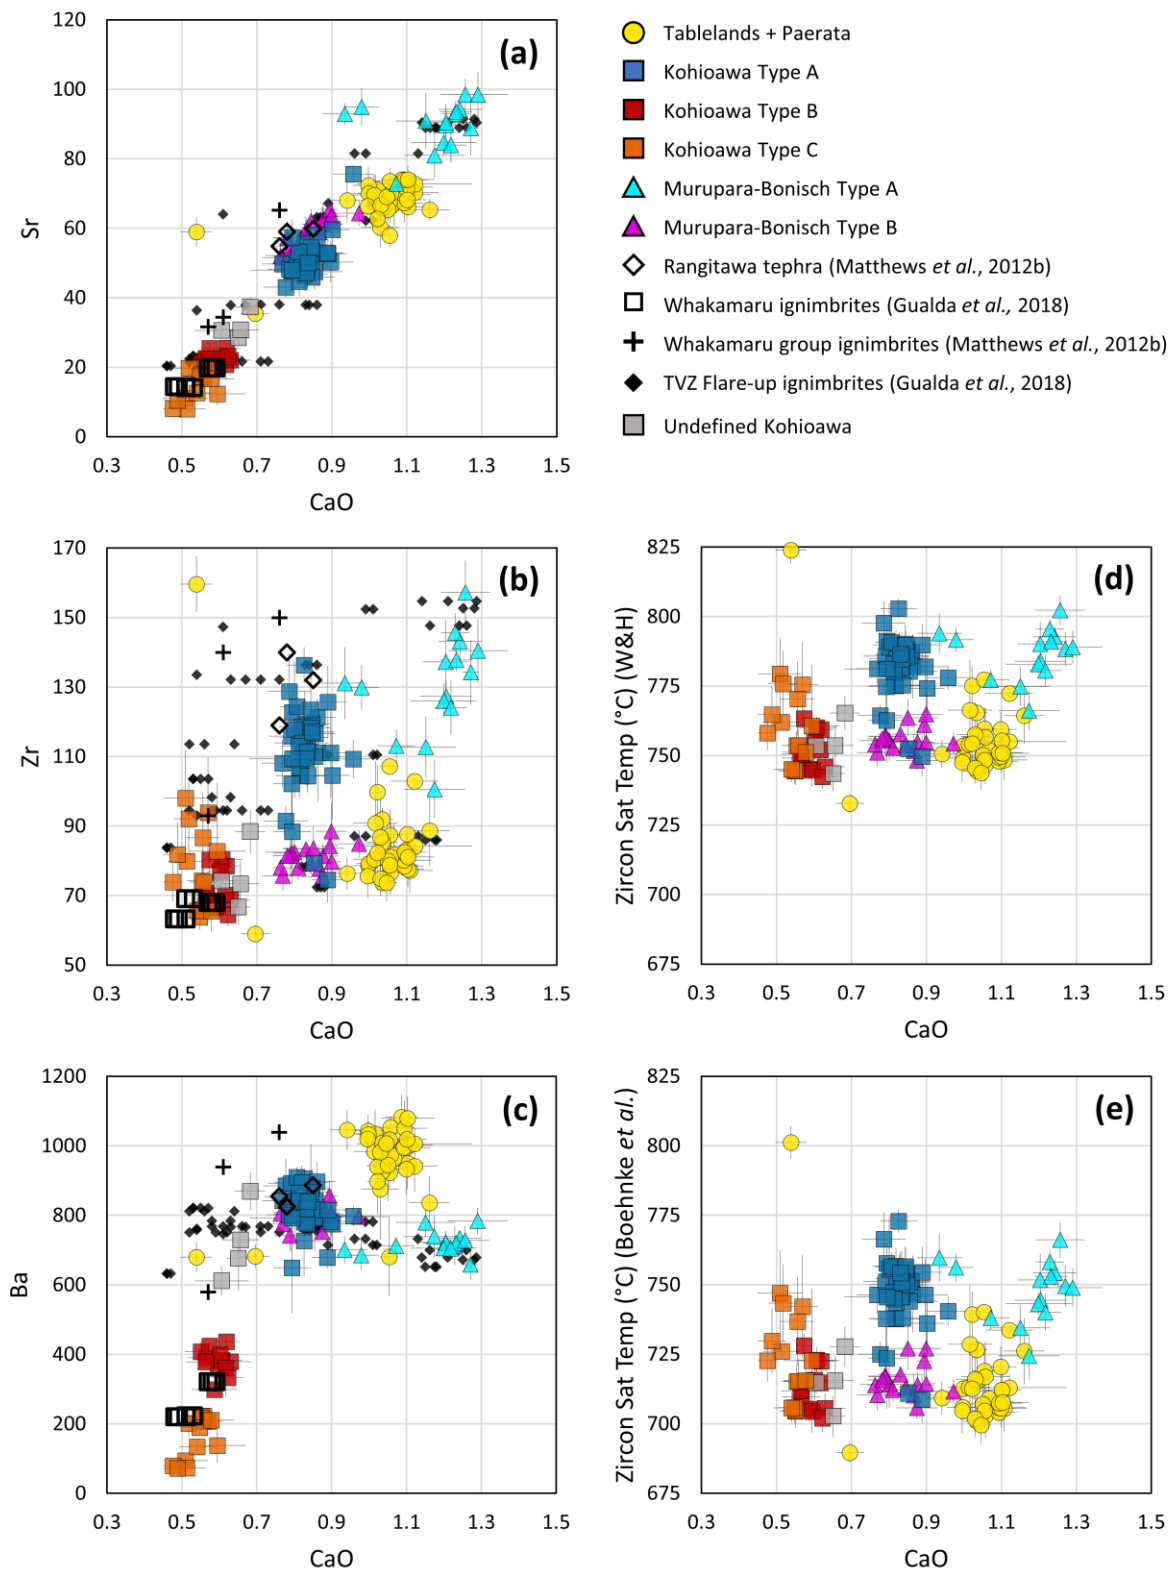 120
100
80
60
40
20
0
Sr
(a)
0.3 0.5 0.7 0.9 1.1 1.3 1.5
CaO
Tablelands + Paerata
Kohioawa Type A
Kohioawa Type B
Kohioawa Type C
Murupara-Bonisch Type A
Murupara-Bonisch Type B
Rangitawa tephra (Matthews et al., 2012b)
Whakamaru ignimbrites (Gualda et al., 2018)
Whakamaru group ignimbrites (Matthews et al., 2012b)
TVZ Flare-up ignimbrites (Gualda et al., 2018)
Undefined Kohioawa
170
150
130
110
90
70
50
Zr
(b)
0.3 0.5 0.7 0.9 1.1 1.3 1.5
CaO
825
800
775
750
725
700
675
Zircon Sat Temp (°C) (W&H)
(d)
0.3 0.5 0.7 0.9 1.1 1.3 1.5
CaO
1200
1000
800
600
400
200
0
Ba
(c)
0.3 0.5 0.7 0.9 1.1 1.3 1.5
CaO
825
800
775
750
725
700
675
Zircon Sat Temp (°C) (Boehnke et al.)
(e)
0.3 0.5 0.7 0.9 1.1 1.3 1.5
CaO